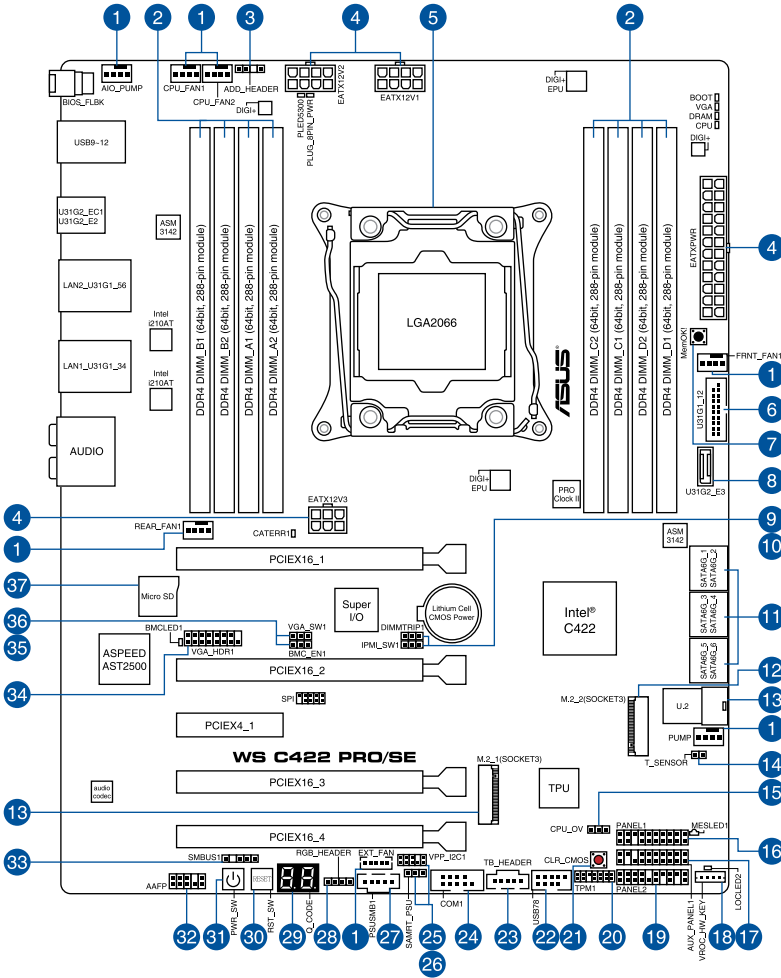 1
2
3
1
4
5
2
AIO_PUMP
CPU_FAN1
CPU_FAN2
ADD_HEADER
DIGI+
PLED5300
PLUG_8PIN_PWR
EATX12V2
EATX12V1
DIGI+
EPU
BOOT
VGA
DRAM
CPU
DIGI+
BIOS_FLBK
USB9-12
U31G2_EC1
U31G2_E2
ASM
3142
LAN2_U31G1_56
Intel
i210AT
LAN1_U31G1_34
Intel
i210AT
AUDIO
DDR4 DIMM_B1 (64bit, 288-pin module)
DDR4 DIMM_B2 (64bit, 288-pin module)
DDR4 DIMM_A1 (64bit, 288-pin module)
DDR4 DIMM_A2 (64bit, 288-pin module)
LGA2066
ASUS®
DDR4 DIMM_C2 (64bit, 288-pin module)
DDR4 DIMM_C1 (64bit, 288-pin module)
DDR4 DIMM_D2 (64bit, 288-pin module)
DDR4 DIMM_D1 (64bit, 288-pin module)
EATXPWR
4
MemOK!
FRNT_FAN1
1
U31G1_12
6
7
8
U31G2_E3
DIGI+
EPU
PRO
Clock II
4
EATX12V3
REAR_FAN1
1
CATERR1
9
10
ASM
3142
PCIEX16_1
37
Micro SD
Super
I/O
Lithium Cell
CMOS Power
Intel®
C422
SATA6G_1
SATA6G_2
SATA6G_3
SATA6G_4
SATA6G_5
SATA6G_6
11
36
35
BMCLED1
VGA_SW1
DIMMTRIP1
IPMI_SW1
ASPEED
AST2500
VGA_HDR1
BMC_EN1
34
PCIEX16_2
12
M.2_2(SOCKET3)
U.2
13
SPI
PCIEX4_1
PUMP
1
WS C422 PRO/SE
M.2_1(SOCKET3)
T_SENSOR
14
audio
codec
PCIEX16_3
TPU
13
15
CPU_OV
PANEL1
MESLED1
16
PCIEX16_4
33
SMBUS1
RGB_HEADER
EXT_FAN
VPP_I2C1
TB_HEADER
CLR_CMOS
17
AAFP
RESET
88
COM1
USB78
TPM1
PANEL2
LOCLED2
PWR_SW
RST_SW
Q_CODE
PSUSMB1
SAMRT_PSU
AUX_PANEL1
VROC_HW_KEY
32
31
30
29
28
1
27
25
26
24
23
22
21
20
19
18